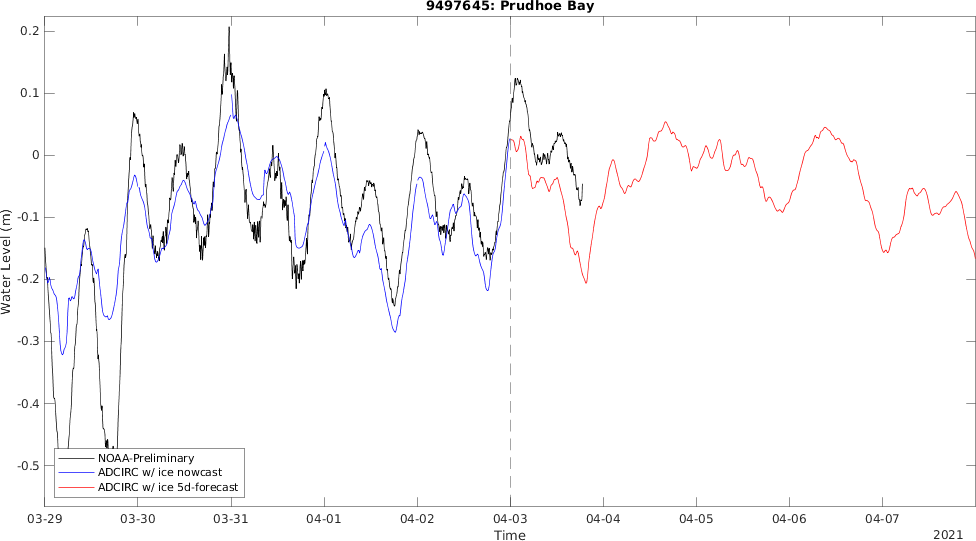 9497645: Prudhoe Bay
0.2
0.1
0
-0.1
-0.2
-0.3
-0.4
-0.5
Water Level (m)
NOAA-Preliminary
ADCIRC w/ ice nowcast
ADCIRC w/ ice 5d-forecast
03-29 03-30 03-31 04-01 04-02 04-03 04-04 04-05 04-06 04-07
Time
2021